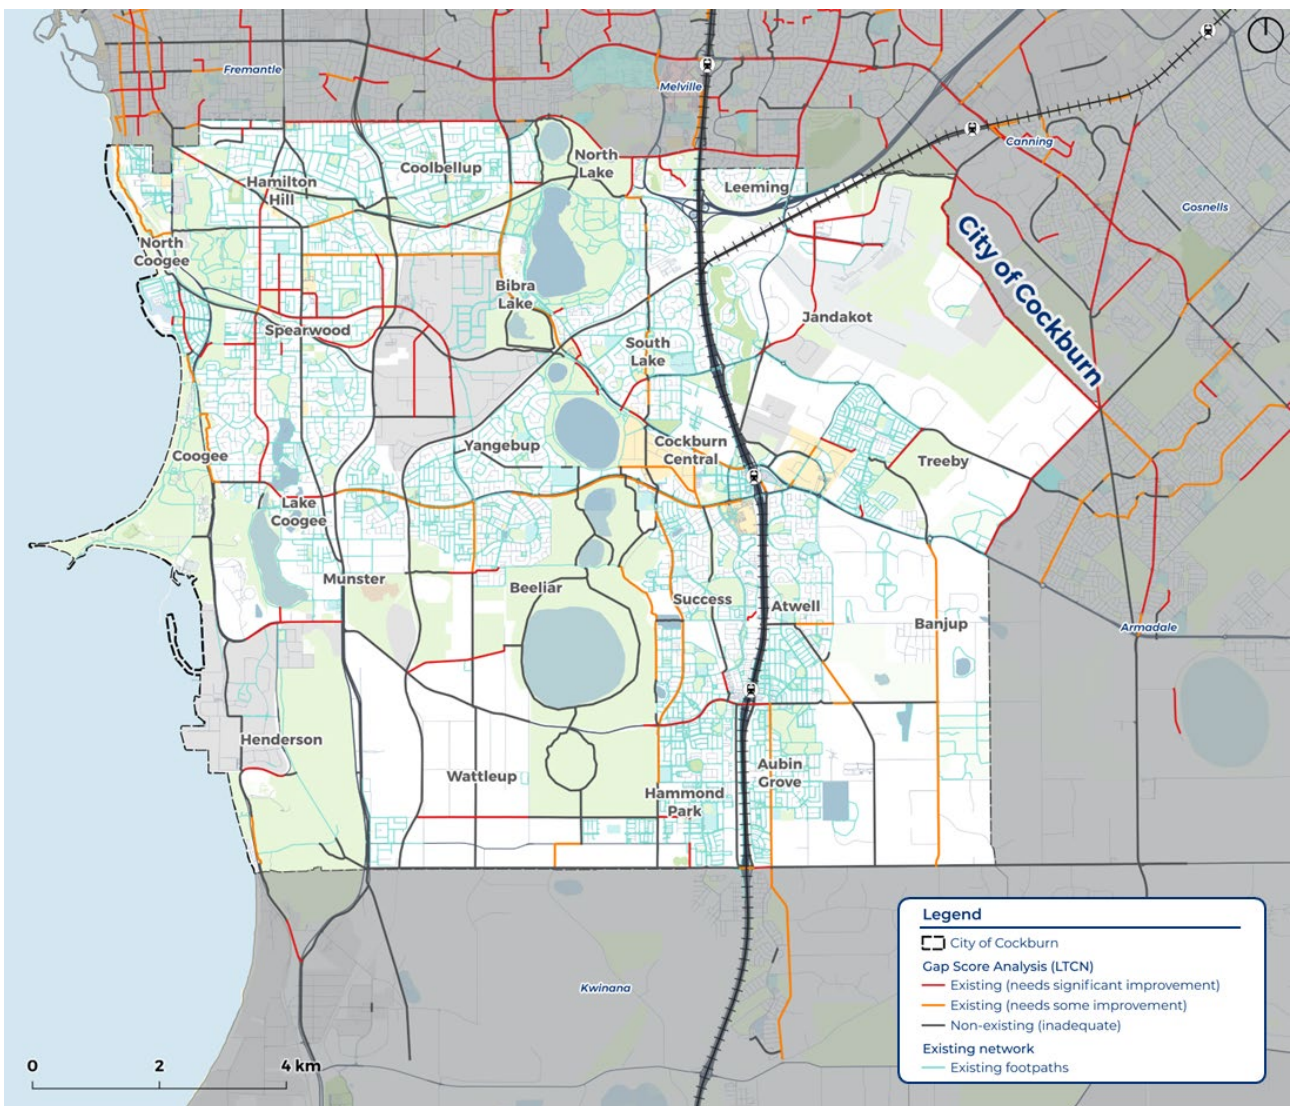 Fremantle
Melville
Canning
Gosnells
Coolbellup
North
Lake
Hamilton
Hill
Leeming
City of Cockburn
North
Coogee
Bibra
Lake
Spearwood
Jandakot
South
Lake
Coogee
Yangebup
Cockburn
Central
Treeby
Lake
Coogee
Munster
Beeliar
Success
Atwell
Banjup
Armadale
Henderson
Wattleup
Aubin
Grove
Hammond
Park
Kwinana
Legend
City of Cockburn
Gap Score Analysis (LTCN)
Existing (needs significant improvement)
Existing (needs some improvement)
Non-existing (inadequate)
Existing network
Existing footpaths
0 2 4 km